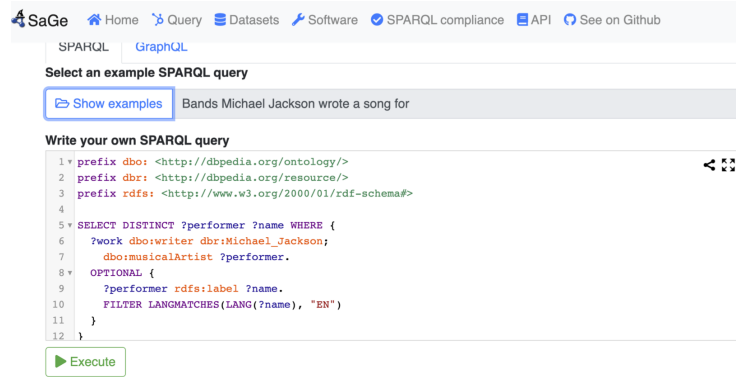 SaGe Home Query Datasets Software SPARQL compliance API See on Github
SPARQL GraphQL
Select an example SPARQL query
Show examples Bands Michael Jackson wrote a song for
Write your own SPARQL query
1 prefix dbo: <http://dbpedia.org/ontology/>
2 prefix dbr: <http://dbpedia.org/resource/>
3 prefix rdfs: <http://www.w3.org/2000/01/rdf-schema#>
4
5 SELECT DISTINCT ?performer ?name WHERE {
6 ?work dbo:writer dbr:Michael_Jackson;
7 dbo:musicalArtist ?performer.
8 OPTIONAL {
9 ?performer rdfs:label ?name.
10 FILTER LANGMATCHES(LANG(?name), "EN")
11 }
12 }
Execute